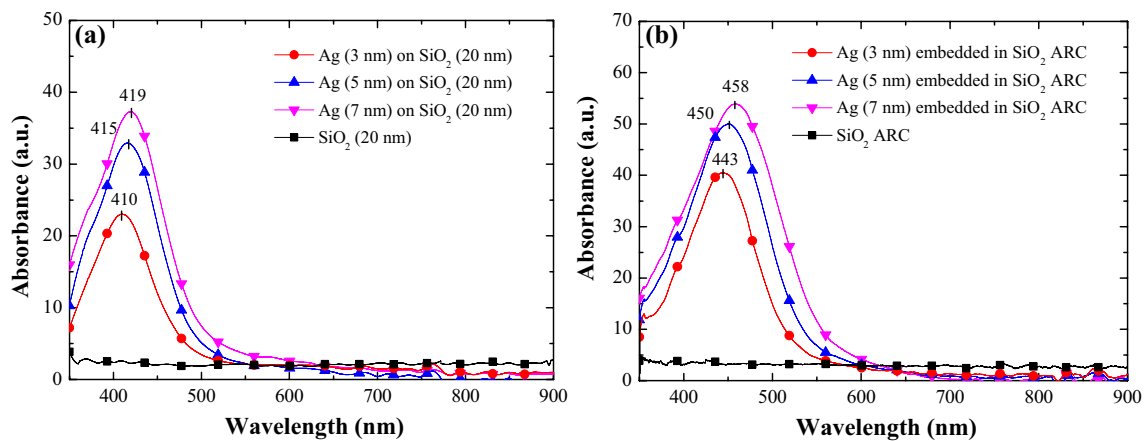 (a)
Ag (3 nm) on SiO₂ (20 nm)
Ag (5 nm) on SiO₂ (20 nm)
Ag (7 nm) on SiO₂ (20 nm)
SiO₂ (20 nm)
419
415
410
50
40
30
20
10
0
Absorbance (a.u.)
400
500
600
700
800
900
Wavelength (nm)
(b)
Ag (3 nm) embedded in SiO₂ ARC
Ag (5 nm) embedded in SiO₂ ARC
Ag (7 nm) embedded in SiO₂ ARC
SiO₂ ARC
458
450
443
70
60
50
40
30
20
10
0
Absorbance (a.u.)
400
500
600
700
800
900
Wavelength (nm)